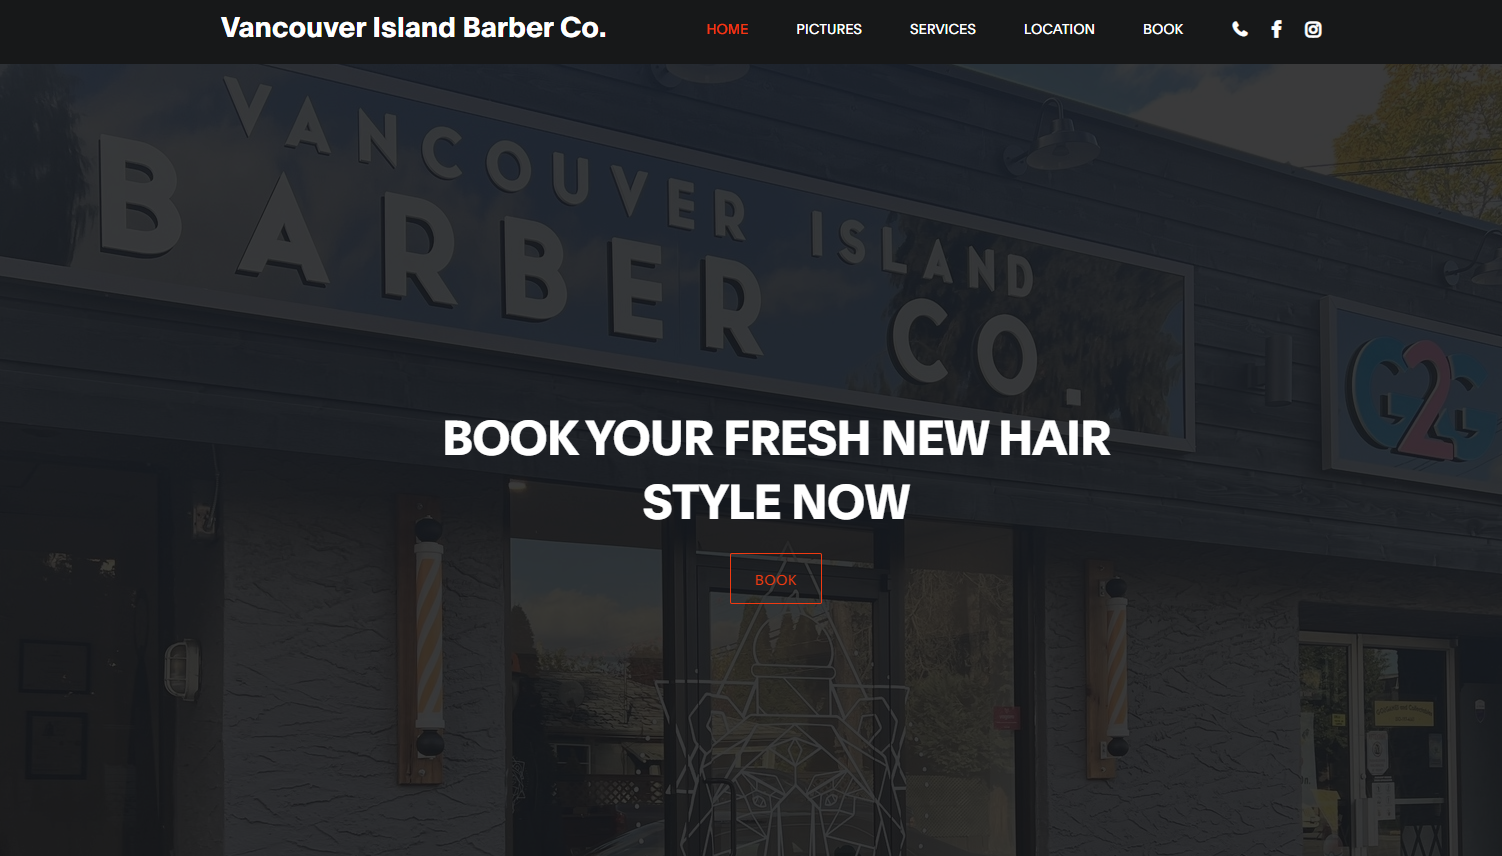 Vancouver Island Barber Co.
HOME PICTURES SERVICES LOCATION BOOK
VANCOUVER ISLAND
BARBER CO.
C2C
BOOK YOUR FRESH NEW HAIR
STYLE NOW
BOOK